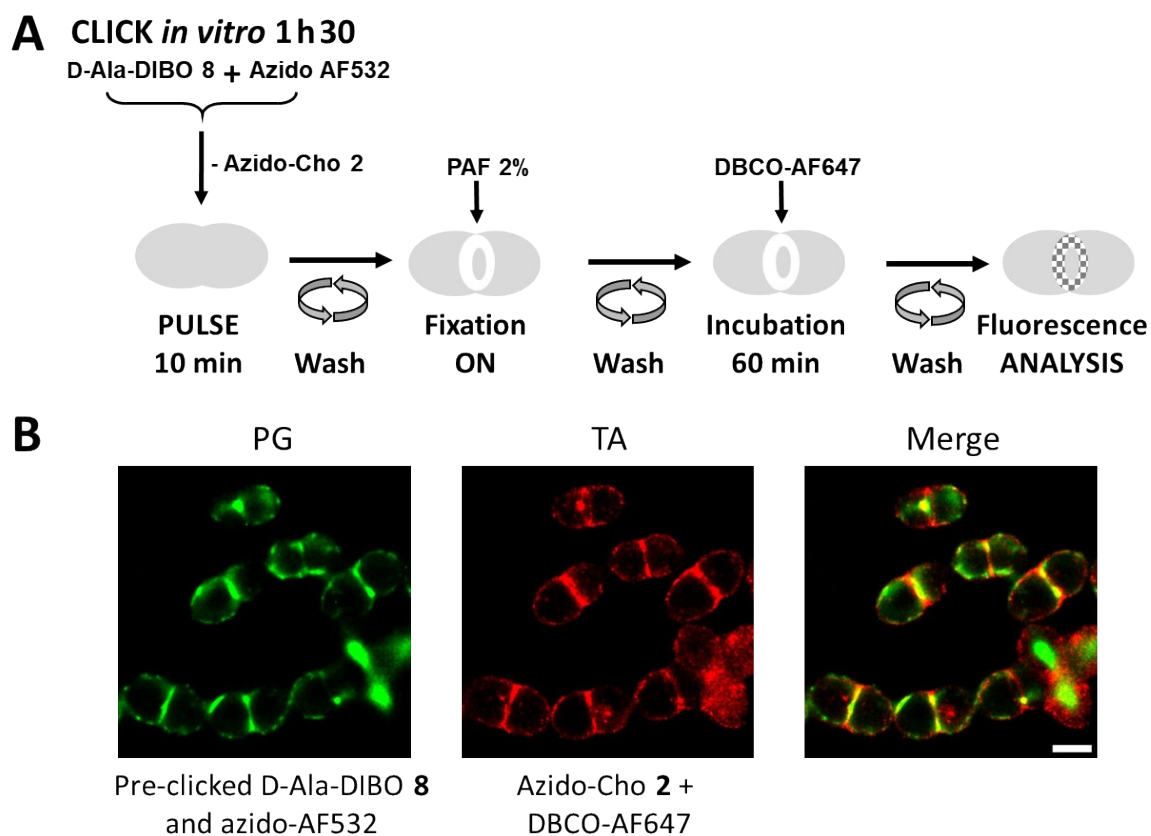 A CLICK in vitro 1h30
D-Ala-DIBO 8 + Azido AF532
- Azido-Cho 2
PAF 2%
DBCO-AF647
PULSE
10 min
Wash
Fixation
ON
Wash
Incubation
60 min
Wash
Fluorescence
ANALYSIS
B
PG
TA
Merge
Pre-clicked D-Ala-DIBO 8
and azido-AF532
Azido-Cho 2 +
DBCO-AF647